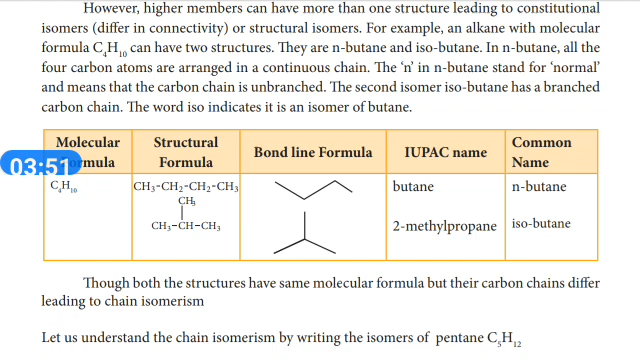 However, higher members can have more than one structure leading to constitutional
isomers (differ in connectivity) or structural isomers. For example, an alkane with molecular
formula C₄H₁₀ can have two structures. They are n-butane and iso-butane. In n-butane, all the
four carbon atoms are arranged in a continuous chain. The ‘n’ in n-butane stand for ‘normal’
and means that the carbon chain is unbranched. The second isomer iso-butane has a branched
carbon chain. The word iso indicates it is an isomer of butane.
Molecular
Structural
Formula
Bond line Formula
IUPAC name
Common
Name
03:51
C₄H₁₀
CH₃-CH₂-CH₂-CH₃
butane
n-butane
CH₃
CH₃-CH-CH₃
2-methylpropane
iso-butane
Though both the structures have same molecular formula but their carbon chains differ
leading to chain isomerism
Let us understand the chain isomerism by writing the isomers of pentane C₅H₁₂